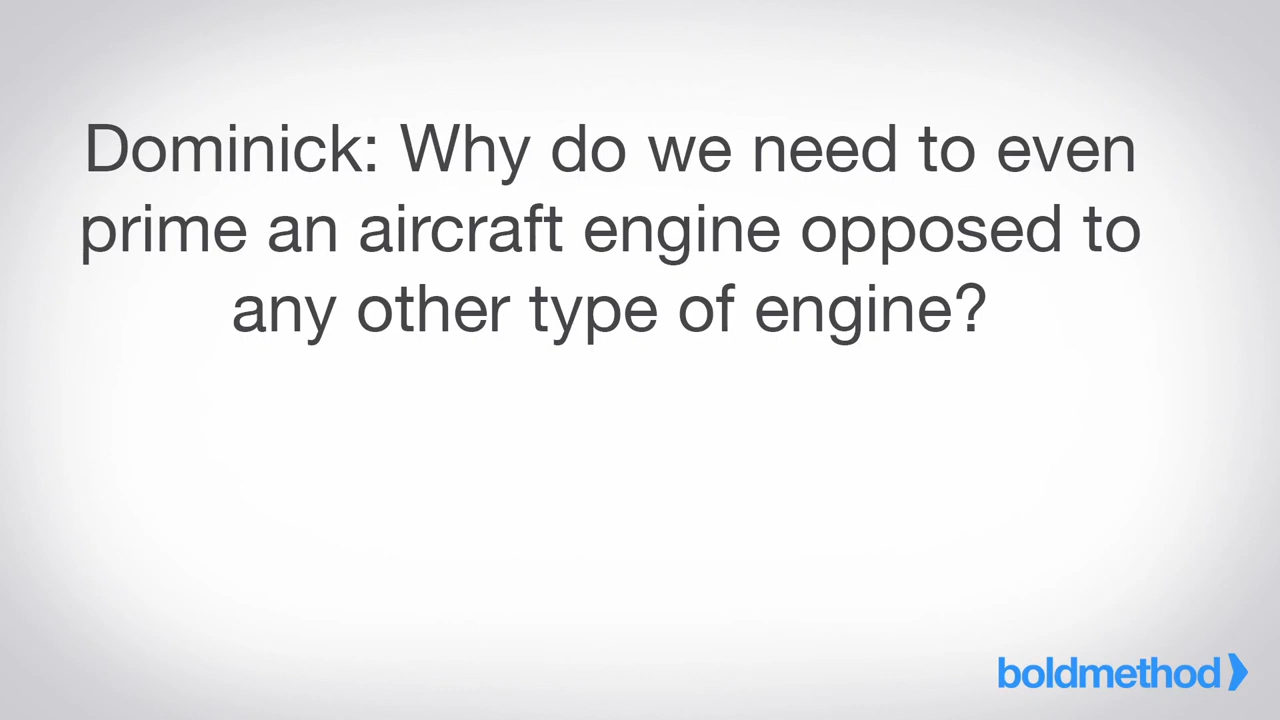 Dominick: Why do we need to even
prime an aircraft engine opposed to
any other type of engine?
boldmethod